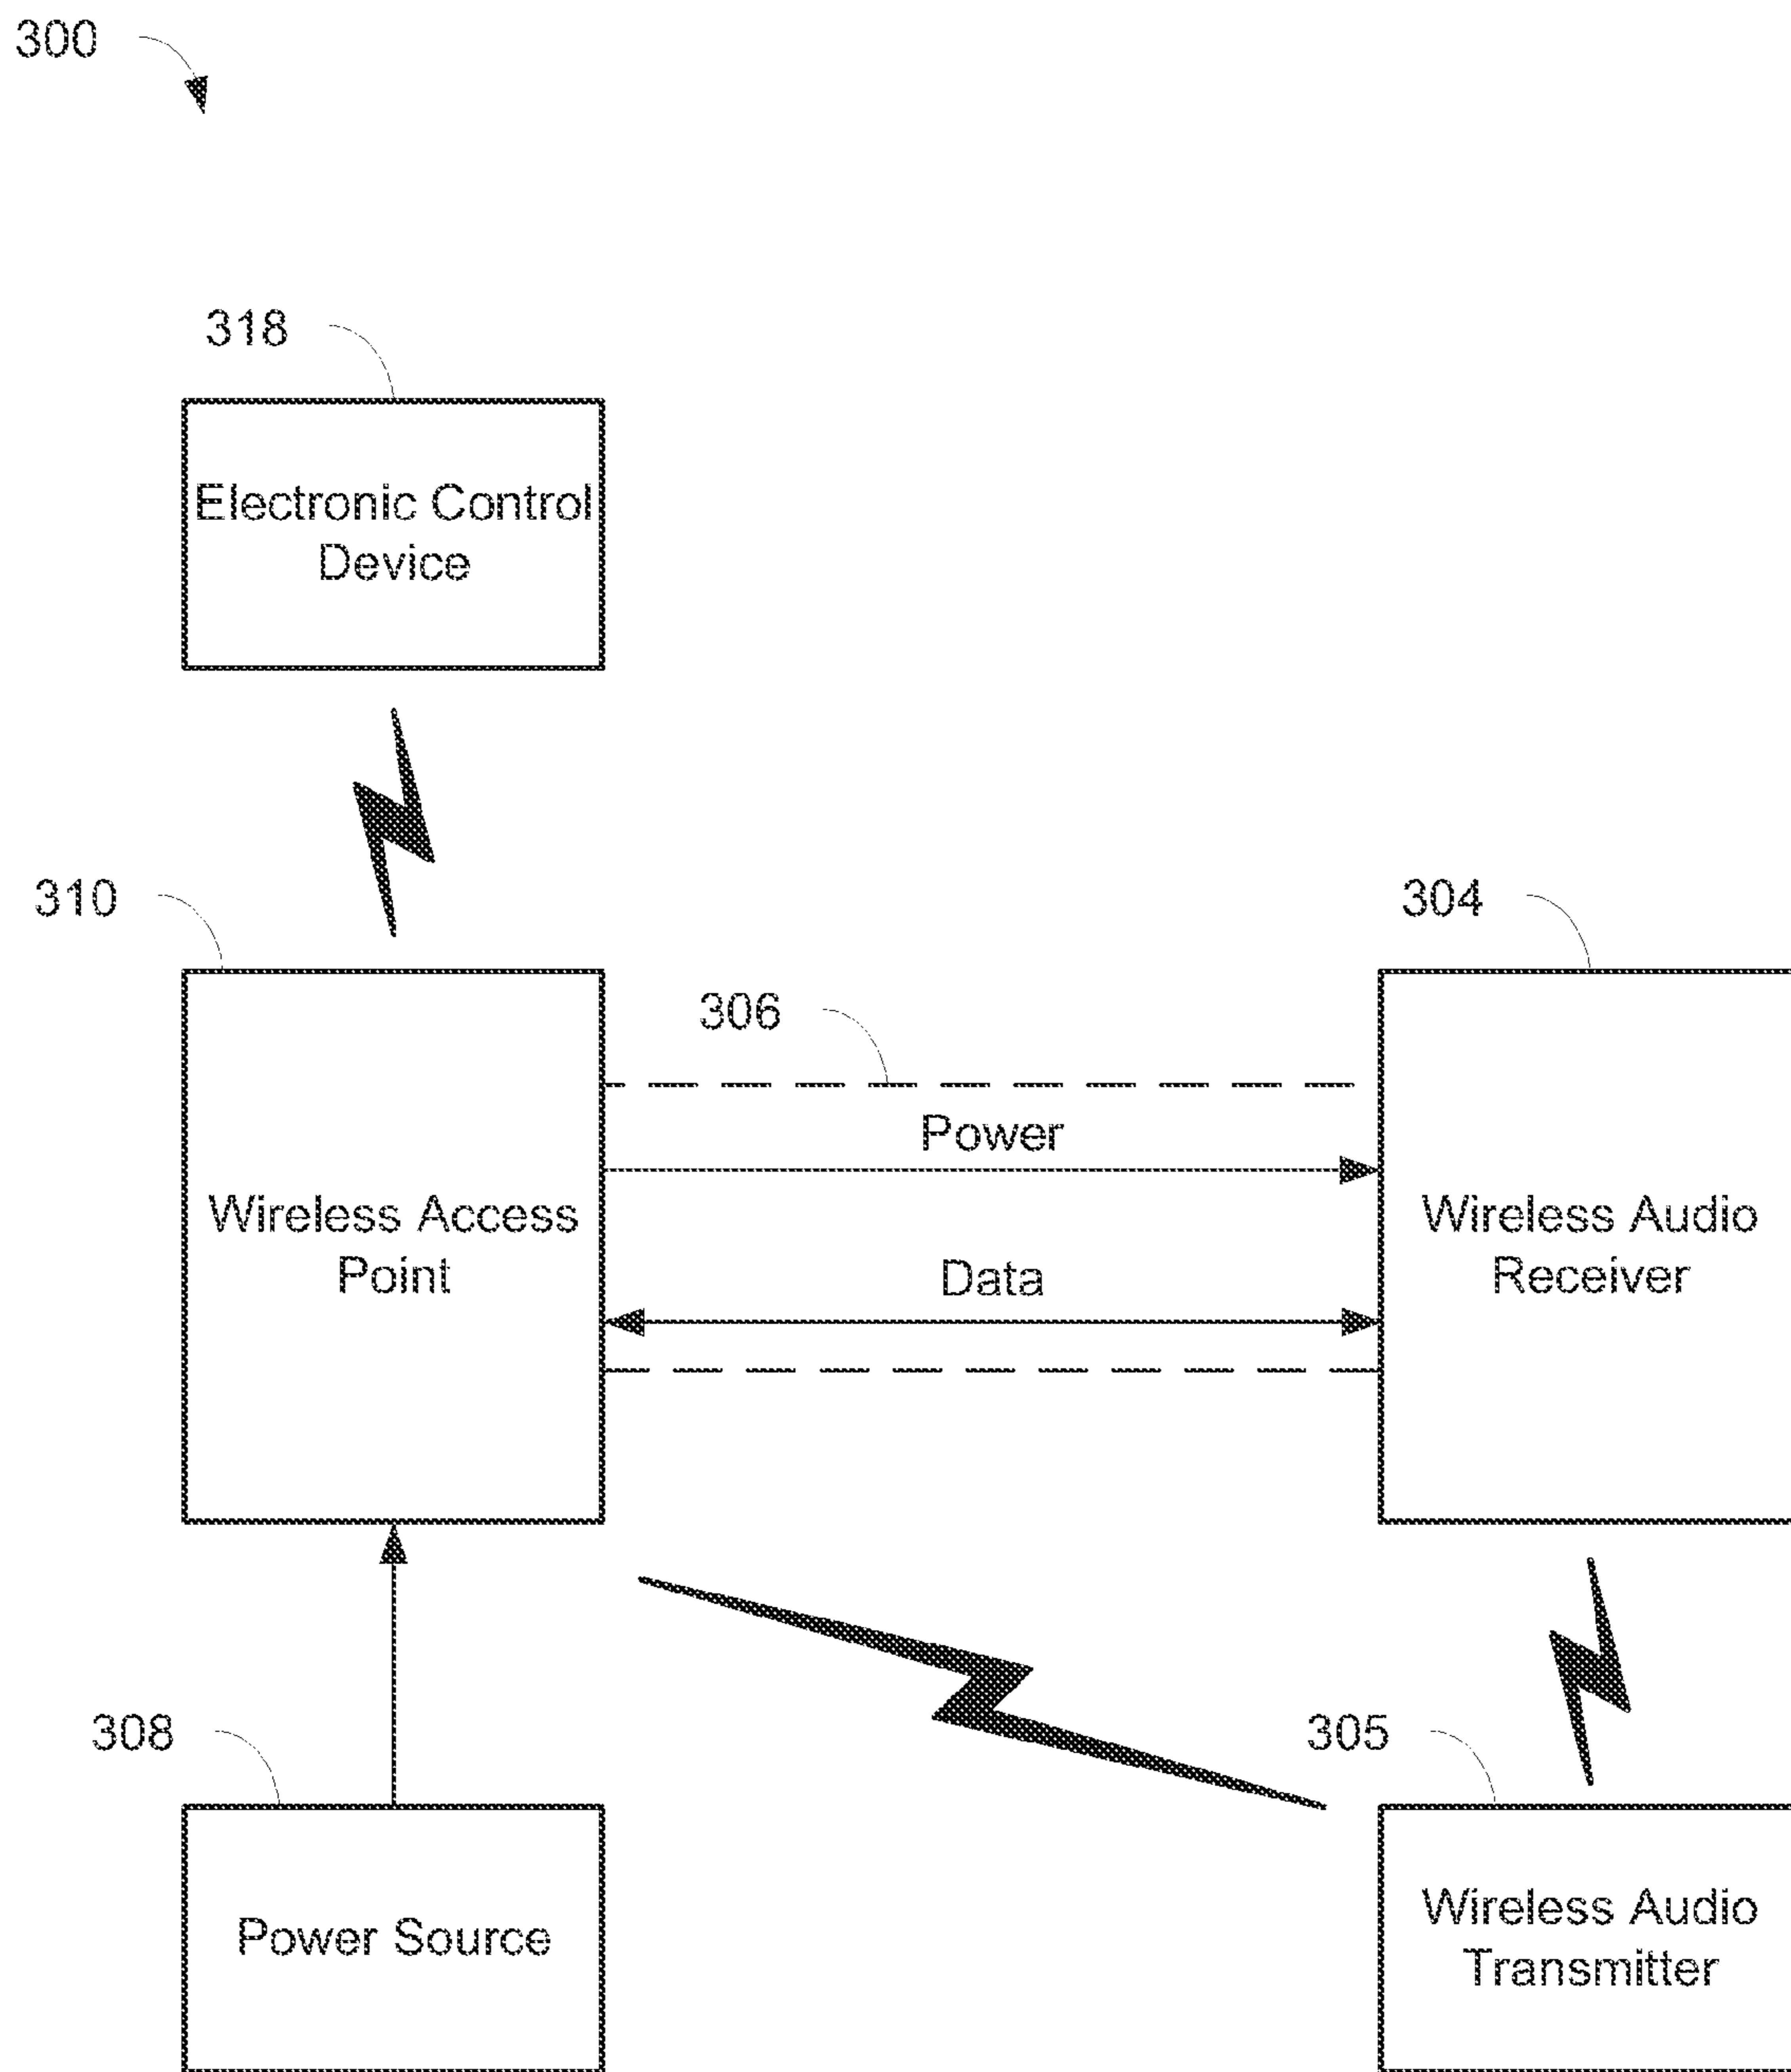 300
318
Electronic Control
Device
310
304
306
Power
Wireless Access
Point
Wireless Audio
Receiver
Data
308
305
Power Source
Wireless Audio
Transmitter